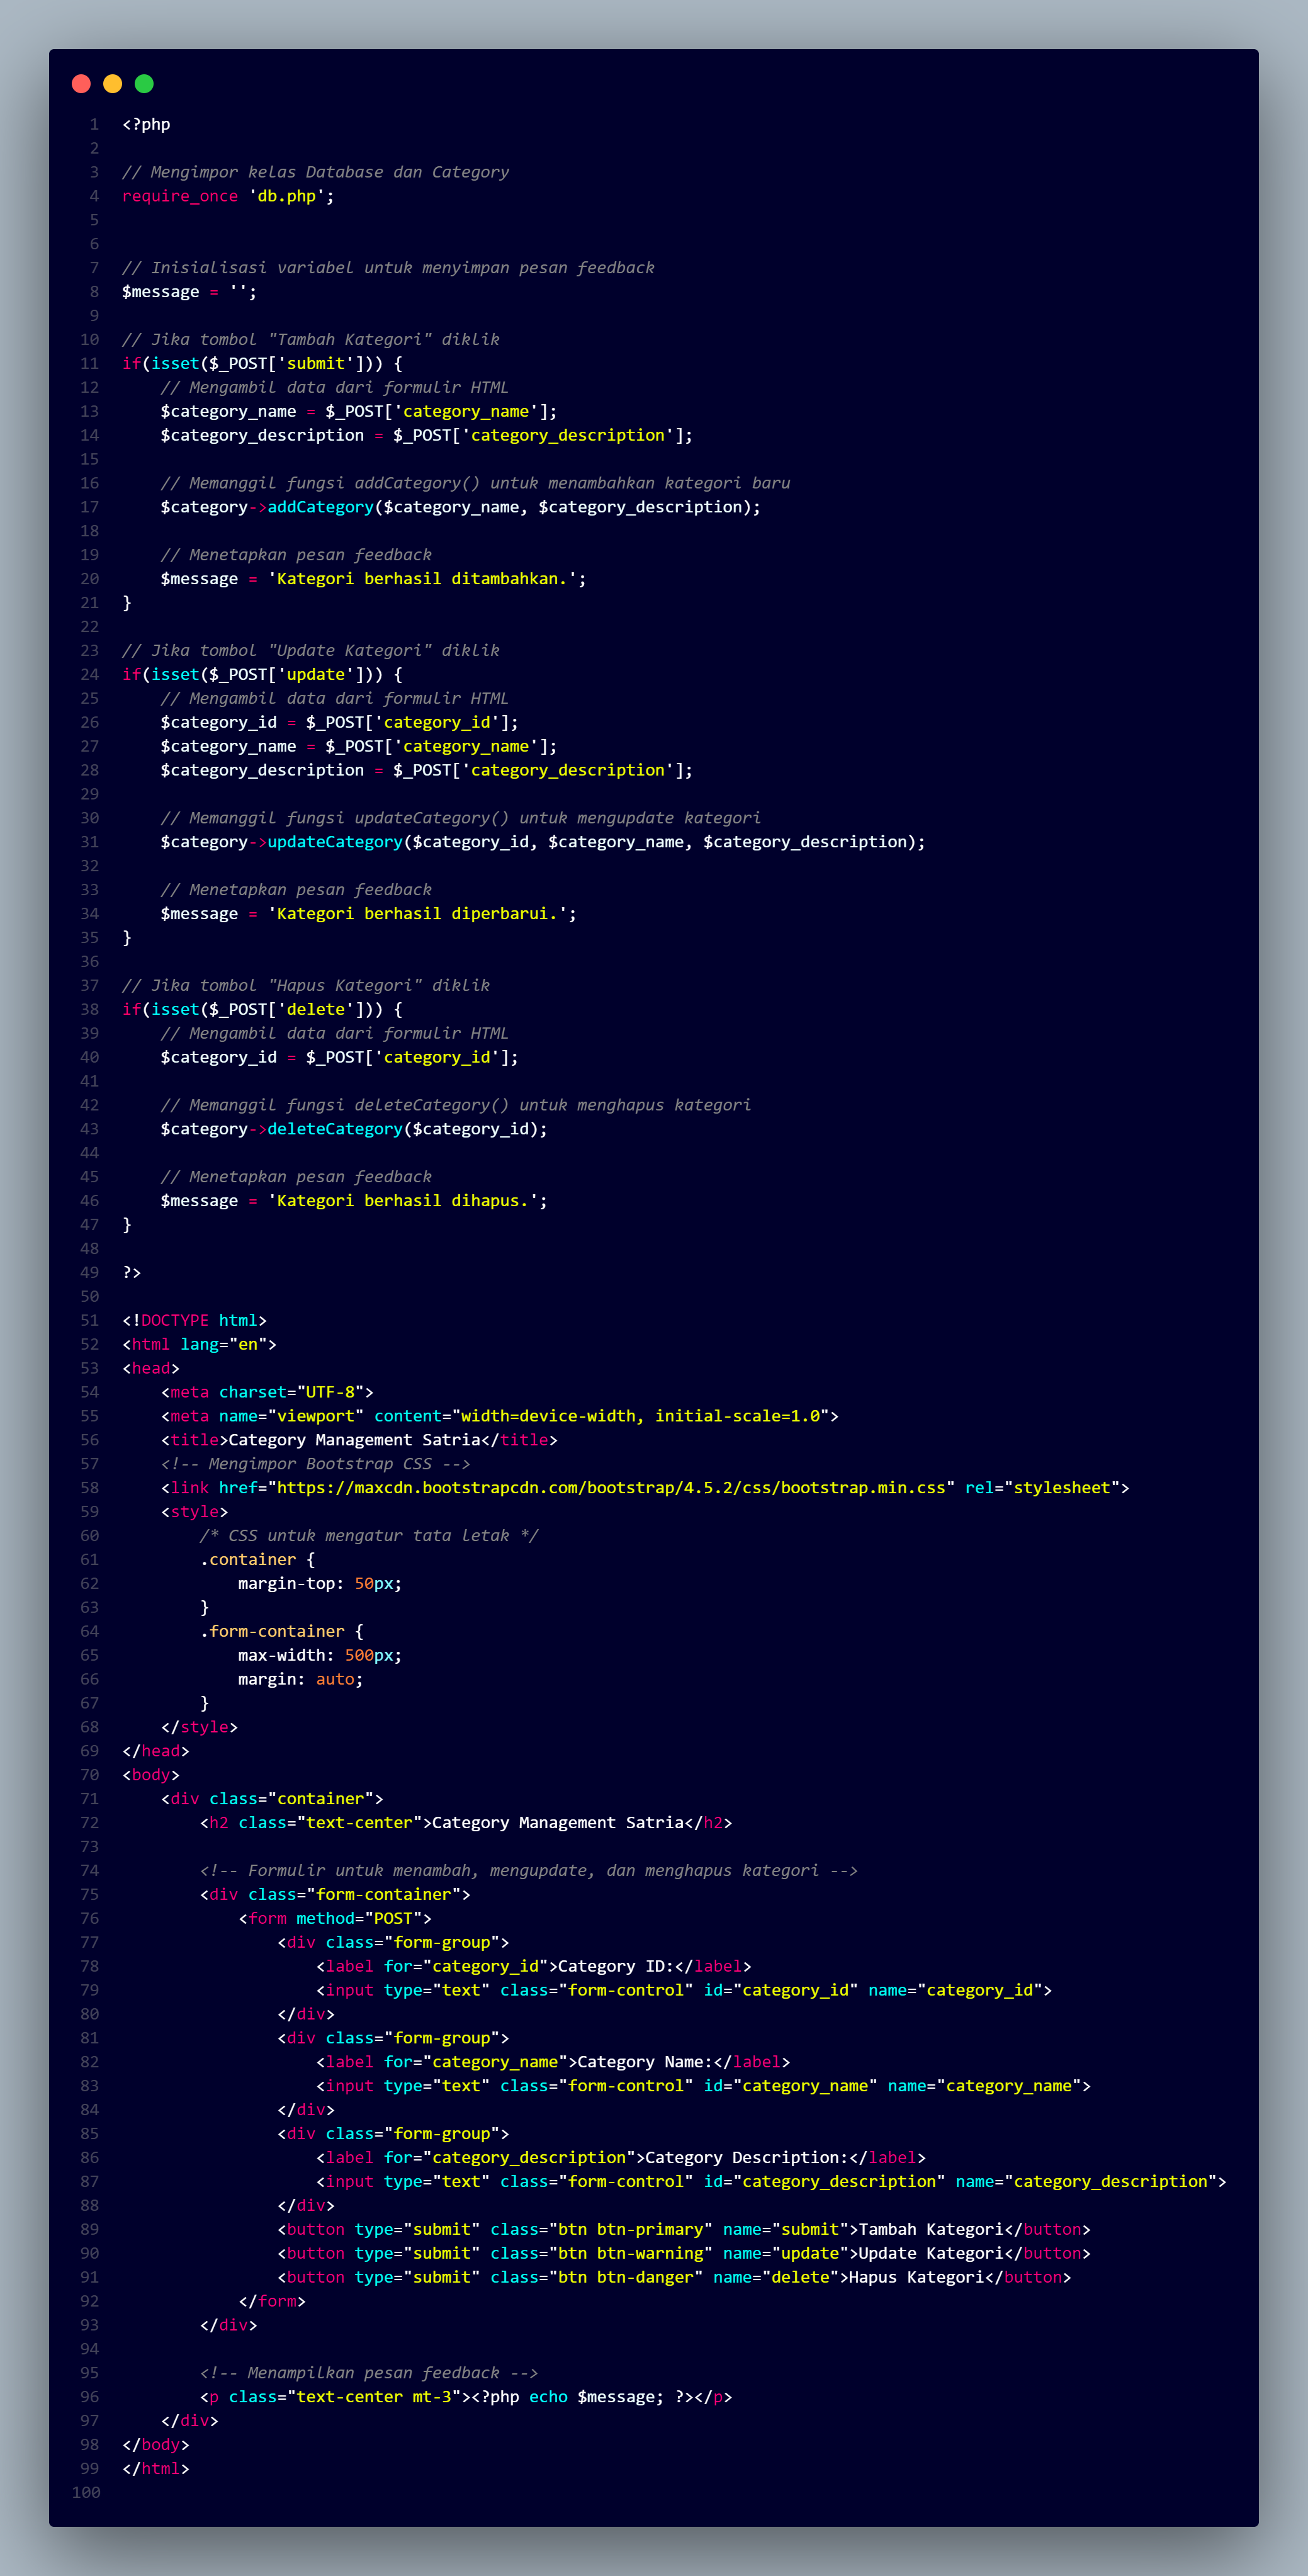 1 <?php
2
3 // Mengimpor kelas Database dan Category
4 require_once 'db.php';
5
6
7 // Inisialisasi variabel untuk menyimpan pesan feedback
8 $message = '';
9
10 // Jika tombol "Tambah Kategori" diklik
11 if(isset($_POST['submit'])) {
12     // Mengambil data dari formulir HTML
13     $category_name = $_POST['category_name'];
14     $category_description = $_POST['category_description'];
15
16     // Memanggil fungsi addCategory() untuk menambahkan kategori baru
17     $category->addCategory($category_name, $category_description);
18
19     // Menetapkan pesan feedback
20     $message = 'Kategori berhasil ditambahkan.';
21 }
22
23 // Jika tombol "Update Kategori" diklik
24 if(isset($_POST['update'])) {
25     // Mengambil data dari formulir HTML
26     $category_id = $_POST['category_id'];
27     $category_name = $_POST['category_name'];
28     $category_description = $_POST['category_description'];
29
30     // Memanggil fungsi updateCategory() untuk mengupdate kategori
31     $category->updateCategory($category_id, $category_name, $category_description);
32
33     // Menetapkan pesan feedback
34     $message = 'Kategori berhasil diperbarui.';
35 }
36
37 // Jika tombol "Hapus Kategori" diklik
38 if(isset($_POST['delete'])) {
39     // Mengambil data dari formulir HTML
40     $category_id = $_POST['category_id'];
41
42     // Memanggil fungsi deleteCategory() untuk menghapus kategori
43     $category->deleteCategory($category_id);
44
45     // Menetapkan pesan feedback
46     $message = 'Kategori berhasil dihapus.';
47 }
48
49 ?>
50
51 <!DOCTYPE html>
52 <html lang="en">
53 <head>
54     <meta charset="UTF-8">
55     <meta name="viewport" content="width=device-width, initial-scale=1.0">
56     <title>Category Management Satria</title>
57     <!-- Mengimpor Bootstrap CSS -->
58     <link href="https://maxcdn.bootstrapcdn.com/bootstrap/4.5.2/css/bootstrap.min.css" rel="stylesheet">
59     <style>
60         /* CSS untuk mengatur tata letak */
61         .container {
62             margin-top: 50px;
63         }
64         .form-container {
65             max-width: 500px;
66             margin: auto;
67         }
68     </style>
69 </head>
70 <body>
71     <div class="container">
72         <h2 class="text-center">Category Management Satria</h2>
73
74         <!-- Formulir untuk menambah, mengupdate, dan menghapus kategori -->
75         <div class="form-container">
76             <form method="POST">
77                 <div class="form-group">
78                     <label for="category_id">Category ID:</label>
79                     <input type="text" class="form-control" id="category_id" name="category_id">
80                 </div>
81                 <div class="form-group">
82                     <label for="category_name">Category Name:</label>
83                     <input type="text" class="form-control" id="category_name" name="category_name">
84                 </div>
85                 <div class="form-group">
86                     <label for="category_description">Category Description:</label>
87                     <input type="text" class="form-control" id="category_description" name="category_description">
88                 </div>
89                 <button type="submit" class="btn btn-primary" name="submit">Tambah Kategori</button>
90                 <button type="submit" class="btn btn-warning" name="update">Update Kategori</button>
91                 <button type="submit" class="btn btn-danger" name="delete">Hapus Kategori</button>
92             </form>
93         </div>
94
95         <!-- Menampilkan pesan feedback -->
96         <p class="text-center mt-3"><?php echo $message; ?></p>
97     </div>
98 </body>
99 </html>
100